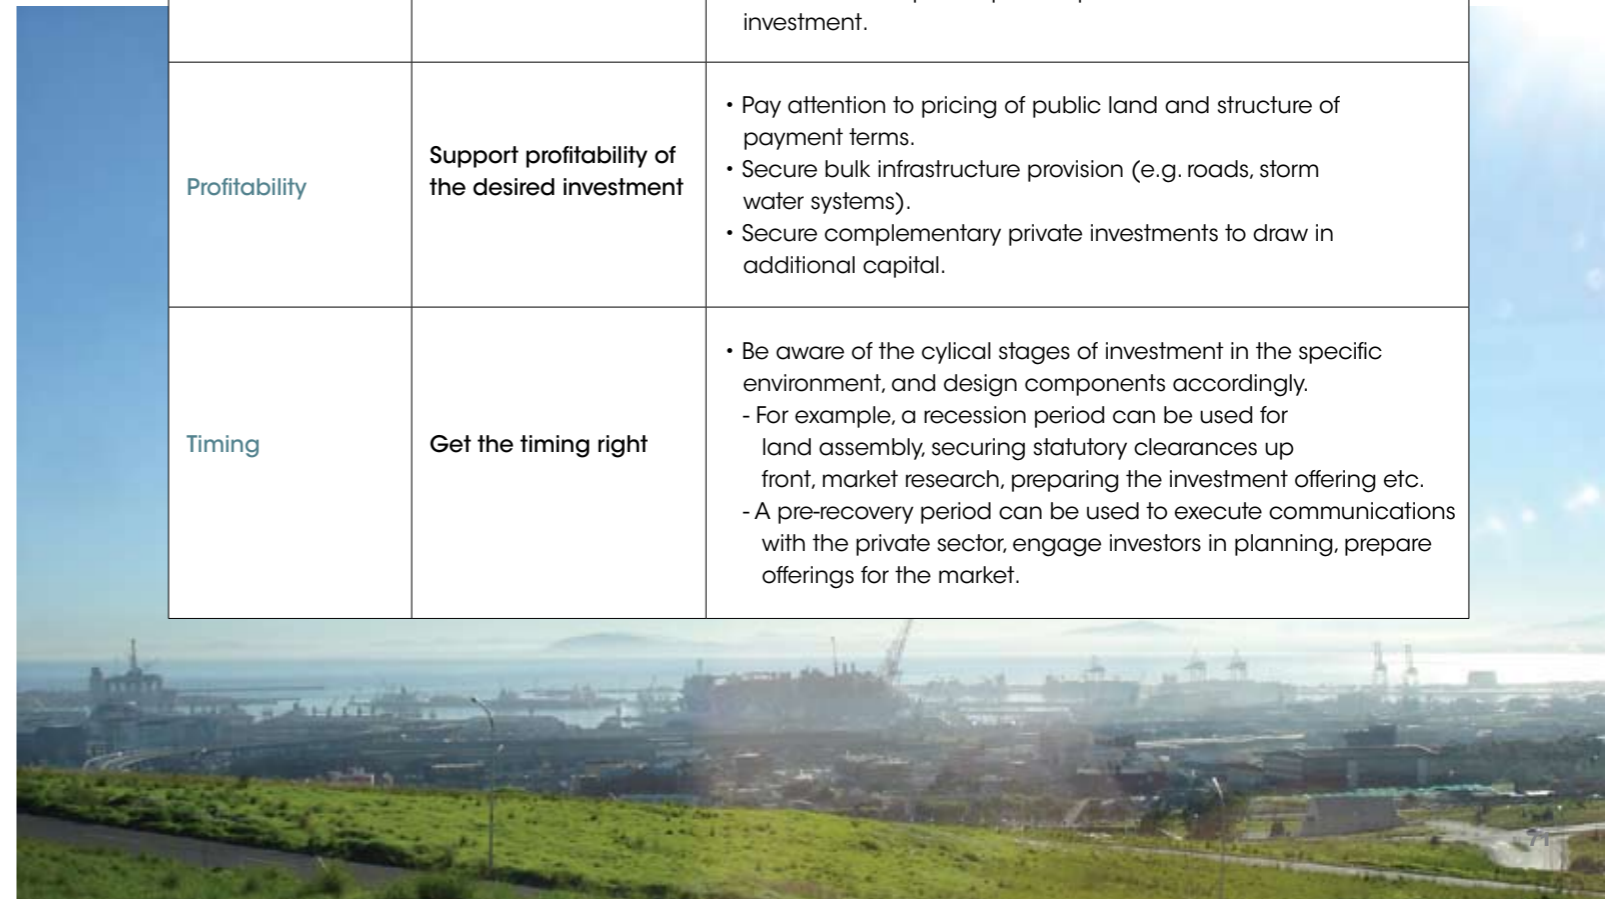 investment.
Profitability
Support profitability of
the desired investment
• Pay attention to pricing of public land and structure of
payment terms.
• Secure bulk infrastructure provision (e.g. roads, storm
water systems).
• Secure complementary private investments to draw in
additional capital.
Timing
Get the timing right
• Be aware of the cylical stages of investment in the specific
environment, and design components accordingly.
- For example, a recession period can be used for
land assembly, securing statutory clearances up
front, market research, preparing the investment offering etc.
- A pre-recovery period can be used to execute communications
with the private sector, engage investors in planning, prepare
offerings for the market.
71